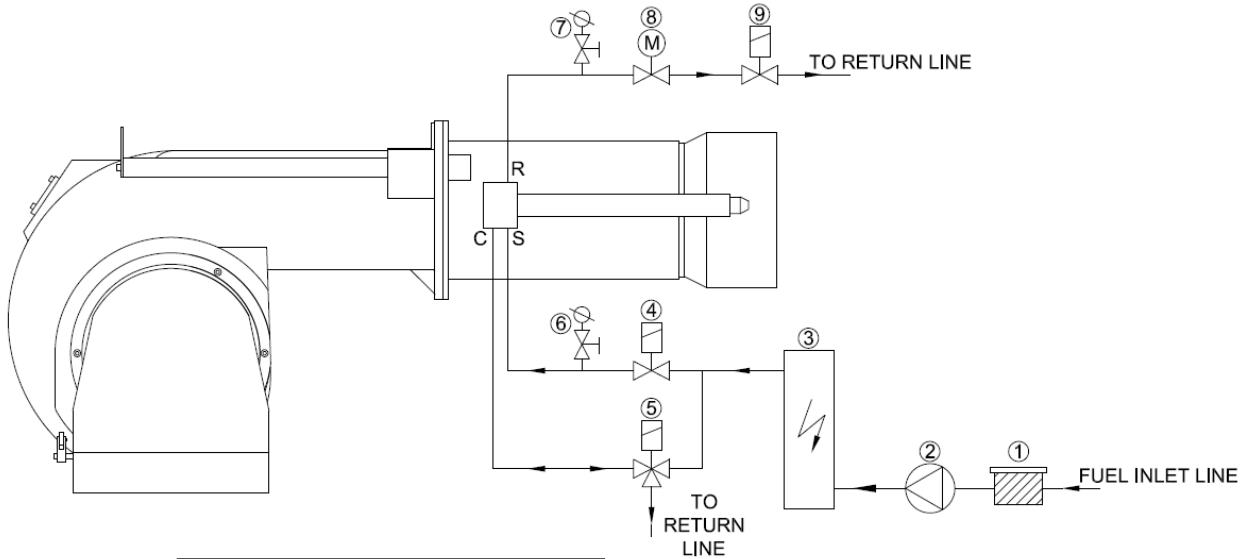 7
8
9
M
TO RETURN LINE
R
C S
6
4
3
5
2
1
FUEL INLET LINE
TO
RETURN
LINE